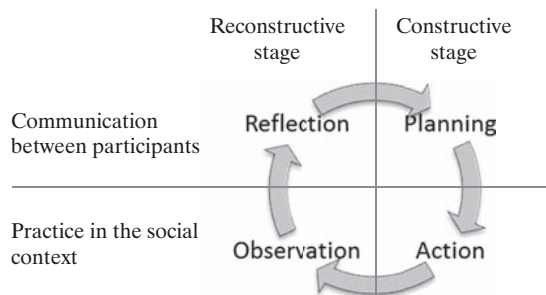 Reconstructive
stage
Constructive
stage
Communication
between participants
Reflection
Planning
Practice in the social
context
Observation
Action